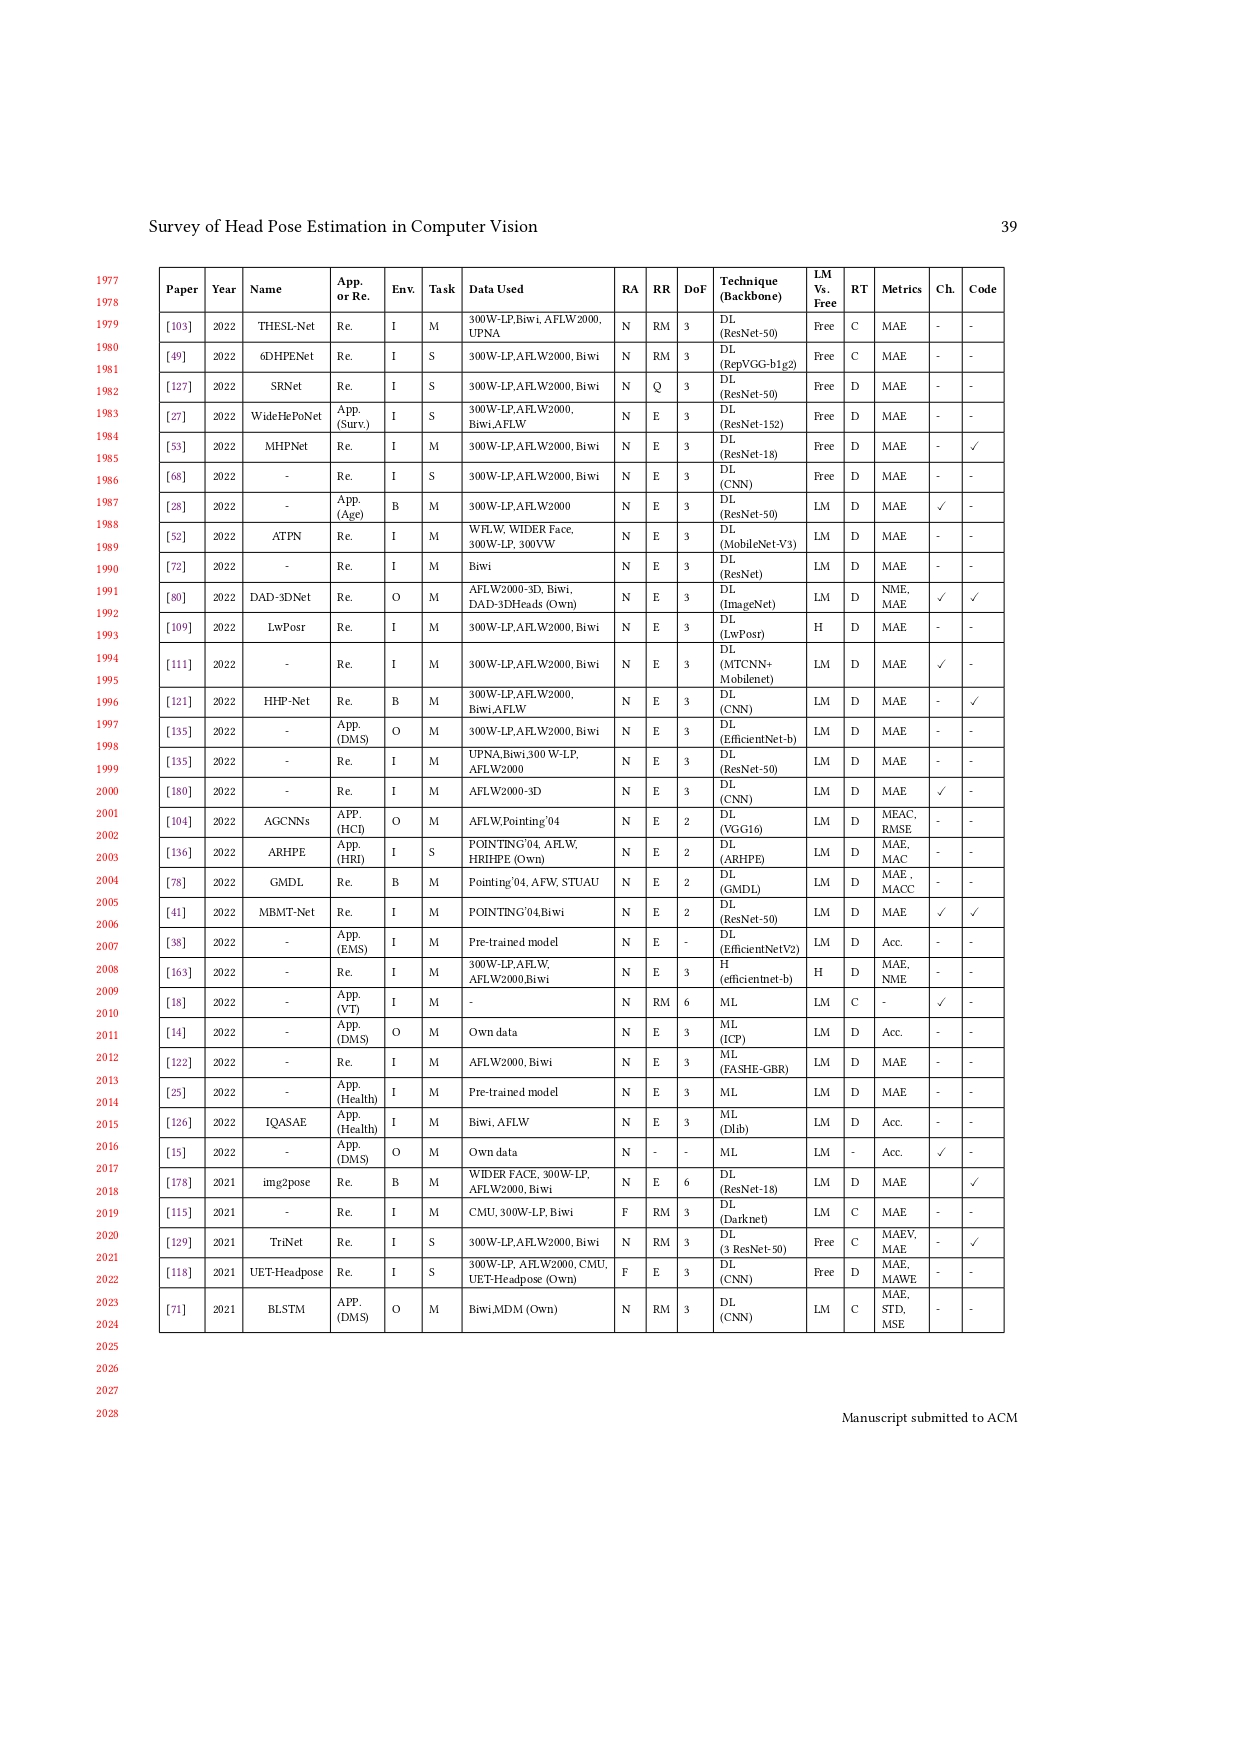 Survey of Head Pose Estimation in Computer Vision 39
1977
1978
1979
1980
1981
1982
1983
1984
1985
1986
1987
1988
1989
1990
1991
1992
1993
1994
1995
1996
1997
1998
1999
2000
2001
2002
2003
2004
2005
2006
2007
2008
2009
2010
2011
2012
2013
2014
2015
2016
2017
2018
2019
2020
2021
2022
2023
2024
2025
2026
2027
2028
Paper Year Name App. or Re. Env. Task Data Used RA RR DoF Technique (Backbone) LM Vs. Free RT Metrics Ch. Code
[103] 2022 THESL-Net Re. I M 300W-LP,Biwi, AFLW2000, UPNA N RM 3 DL (ResNet-50) Free C MAE - -
[49] 2022 6DHPENet Re. I S 300W-LP,AFLW2000, Biwi N RM 3 DL (RepVGG-b1g2) Free C MAE - -
[127] 2022 SRNet Re. I S 300W-LP,AFLW2000, Biwi N Q 3 DL (ResNet-50) Free D MAE - -
[27] 2022 WideHePoNet App. (Surv.) I S 300W-LP,AFLW2000, Biwi,AFLW N E 3 DL (ResNet-152) Free D MAE - -
[53] 2022 MHPNet Re. I M 300W-LP,AFLW2000, Biwi N E 3 DL (ResNet-18) Free D MAE - ✓
[68] 2022 - Re. I S 300W-LP,AFLW2000, Biwi N E 3 DL (CNN) Free D MAE - -
[28] 2022 - App. (Age) B M 300W-LP,AFLW2000 N E 3 DL (ResNet-50) LM D MAE ✓ -
[52] 2022 ATPN Re. I M WFLW, WIDER Face, 300W-LP, 300VW N E 3 DL (MobileNet-V3) LM D MAE - -
[72] 2022 - Re. I M Biwi N E 3 DL (ResNet) LM D MAE - -
[80] 2022 DAD-3DNet Re. O M AFLW2000-3D, Biwi, DAD-3DHeads (Own) N E 3 DL (ImageNet) LM D NME, MAE ✓ ✓
[109] 2022 LwPosr Re. I M 300W-LP,AFLW2000, Biwi N E 3 DL (LwPosr) H D MAE - -
[111] 2022 - Re. I M 300W-LP,AFLW2000, Biwi N E 3 DL (MTCNN+ Mobilenet) LM D MAE ✓ -
[121] 2022 HHP-Net Re. B M 300W-LP,AFLW2000, Biwi,AFLW N E 3 DL (CNN) LM D MAE - ✓
[135] 2022 - App. (DMS) O M 300W-LP,AFLW2000, Biwi N E 3 DL (EfficientNet-b) LM D MAE - -
[135] 2022 - Re. I M UPNA,Biwi,300 W-LP, AFLW2000 N E 3 DL (ResNet-50) LM D MAE - -
[180] 2022 - Re. I M AFLW2000-3D N E 3 DL (CNN) LM D MAE ✓ -
[104] 2022 AGCNNs APP. (HCI) O M AFLW,Pointing'04 N E 2 DL (VGG16) LM D MEAC, RMSE - -
[136] 2022 ARHPE App. (HRI) I S POINTING'04, AFLW, HRIHPE (Own) N E 2 DL (ARHPE) LM D MAE, MAC - -
[78] 2022 GMDL Re. B M Pointing'04, AFW, STUAU N E 2 DL (GMDL) LM D MAE , MACC - -
[41] 2022 MBMT-Net Re. I M POINTING'04,Biwi N E 2 DL (ResNet-50) LM D MAE ✓ ✓
[38] 2022 - App. (EMS) I M Pre-trained model N E - DL (EfficientNetV2) LM D Acc. - -
[163] 2022 - Re. I M 300W-LP,AFLW, AFLW2000,Biwi N E 3 H (efficientnet-b) H D MAE, NME - -
[18] 2022 - App. (VT) I M - N RM 6 ML LM C - ✓ -
[14] 2022 - App. (DMS) O M Own data N E 3 ML (ICP) LM D Acc. - -
[122] 2022 - Re. I M AFLW2000, Biwi N E 3 ML (FASHE-GBR) LM D MAE - -
[25] 2022 - App. (Health) I M Pre-trained model N E 3 ML LM D MAE - -
[126] 2022 IQASAE App. (Health) I M Biwi, AFLW N E 3 ML (Dlib) LM D Acc. - -
[15] 2022 - App. (DMS) O M Own data N - - ML LM - Acc. ✓ -
[178] 2021 img2pose Re. B M WIDER FACE, 300W-LP, AFLW2000, Biwi N E 6 DL (ResNet-18) LM D MAE ✓
[115] 2021 - Re. I M CMU, 300W-LP, Biwi F RM 3 DL (Darknet) LM C MAE - -
[129] 2021 TriNet Re. I S 300W-LP,AFLW2000, Biwi N RM 3 DL (3 ResNet-50) Free C MAEV, MAE - ✓
[118] 2021 UET-Headpose Re. I S 300W-LP, AFLW2000, CMU, UET-Headpose (Own) F E 3 DL (CNN) Free D MAE, MAWE - -
[71] 2021 BLSTM APP. (DMS) O M Biwi,MDM (Own) N RM 3 DL (CNN) LM C MAE, STD, MSE - -
Manuscript submitted to ACM